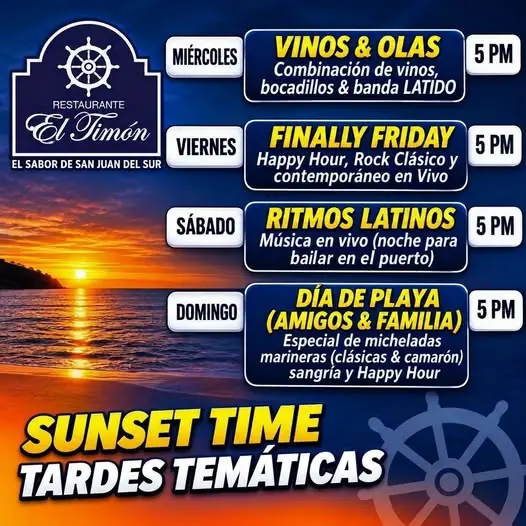 RESTAURANTE
El Timón
EL SABOR DE SAN JUAN DEL SUR
MIÉRCOLES
VINOS & OLAS
Combinación de vinos,
bocadillos & banda LATIDO
5 PM
VIERNES
FINALLY FRIDAY
Happy Hour, Rock Clásico y
contemporáneo en Vivo
5 PM
SÁBADO
RITMOS LATINOS
Música en vivo (noche para
bailar en el puerto)
5 PM
DOMINGO
DÍA DE PLAYA
(AMIGOS & FAMILIA)
Especial de micheladas
marineras (clásicas & camarón)
sangría y Happy Hour
5 PM
SUNSET TIME
TARDES TEMÁTICAS